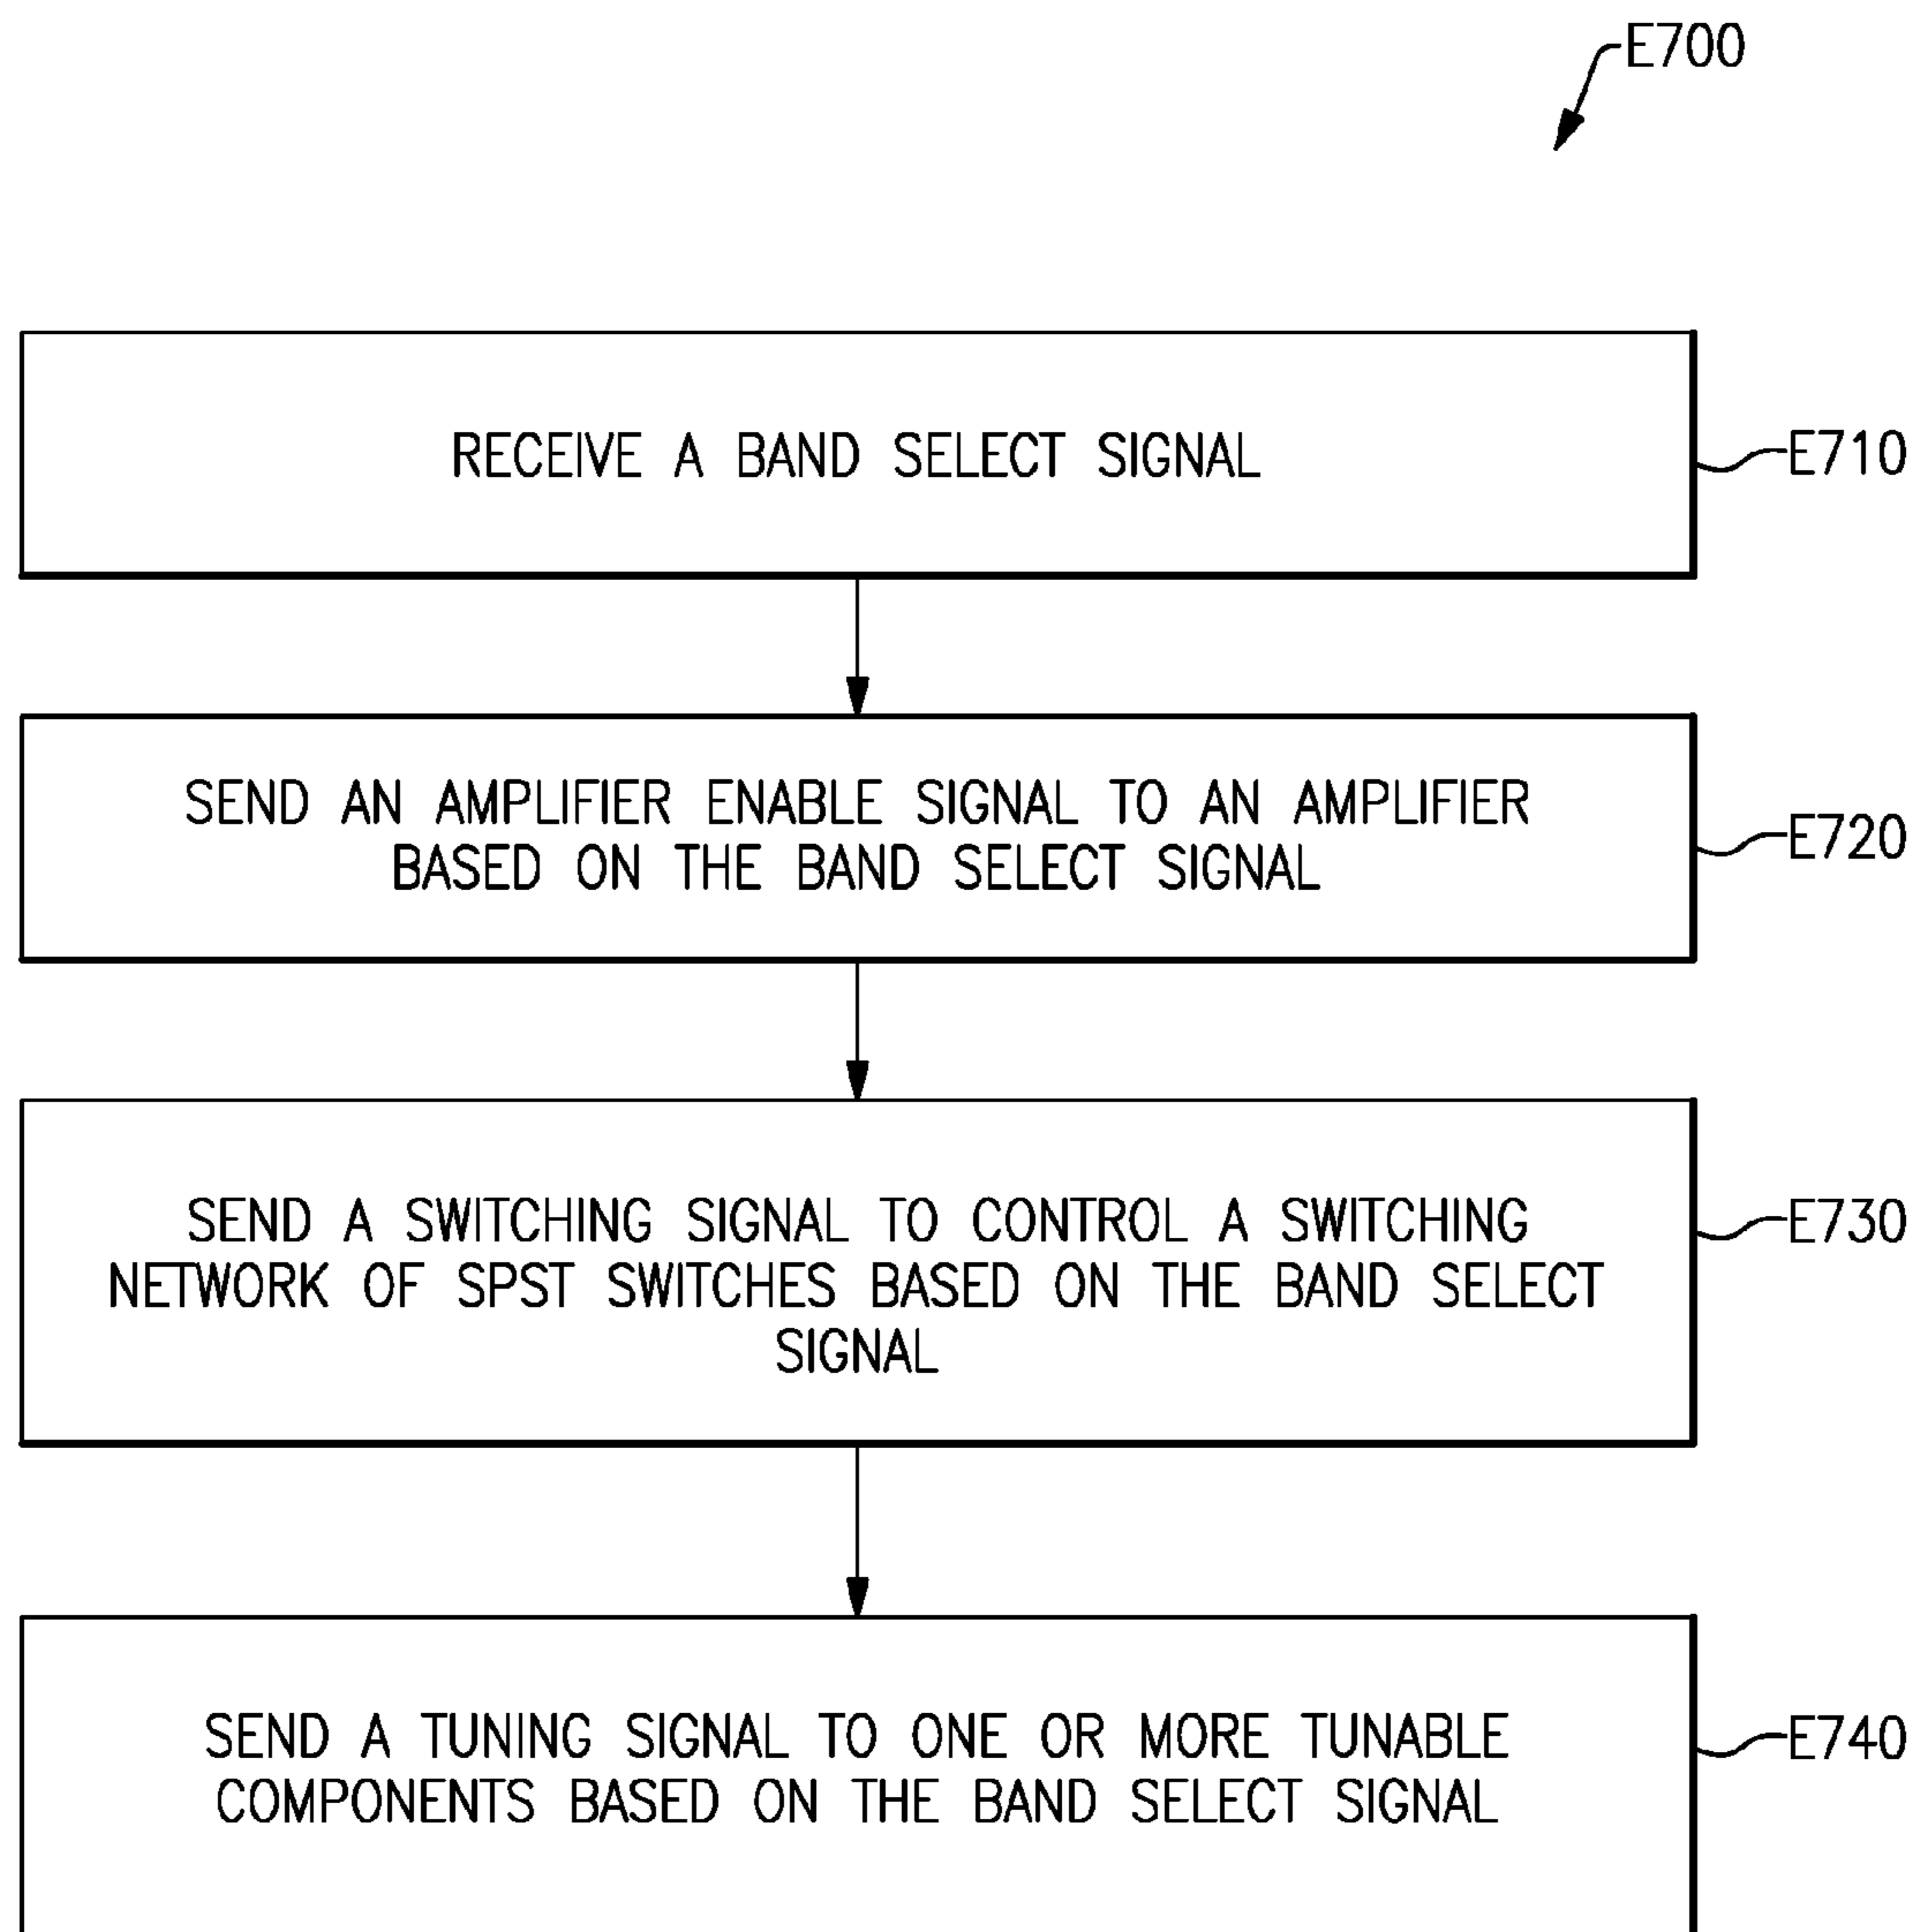 E700
RECEIVE A BAND SELECT SIGNAL
E710
SEND AN AMPLIFIER ENABLE SIGNAL TO AN AMPLIFIER
BASED ON THE BAND SELECT SIGNAL
E720
SEND A SWITCHING SIGNAL TO CONTROL A SWITCHING
NETWORK OF SPST SWITCHES BASED ON THE BAND SELECT
SIGNAL
E730
SEND A TUNING SIGNAL TO ONE OR MORE TUNABLE
COMPONENTS BASED ON THE BAND SELECT SIGNAL
E740